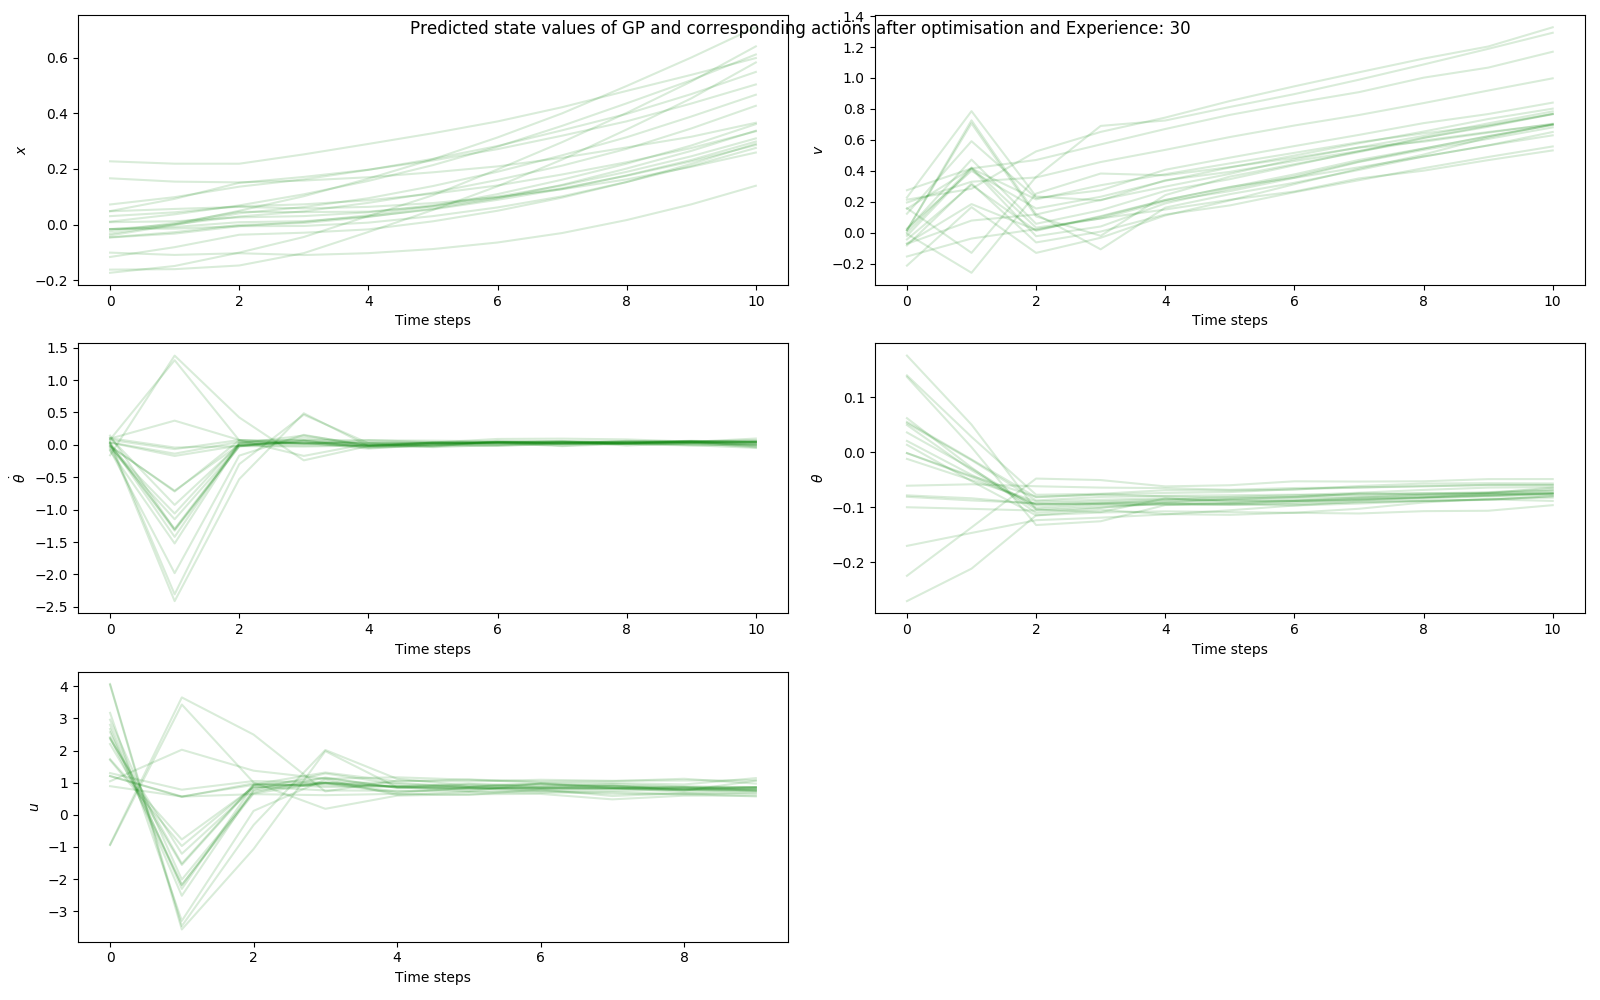 Predicted state values of GP and corresponding actions after optimisation and Experience: 30
x
0.6
0.4
0.2
0.0
−0.2
0 2 4 6 8 10
Time steps
v
1.4
1.2
1.0
0.8
0.6
0.4
0.2
0.0
−0.2
0 2 4 6 8 10
Time steps
θ̇
1.5
1.0
0.5
0.0
−0.5
−1.0
−1.5
−2.0
−2.5
0 2 4 6 8 10
Time steps
θ
0.1
0.0
−0.1
−0.2
0 2 4 6 8 10
Time steps
u
4
3
2
1
0
−1
−2
−3
0 2 4 6 8
Time steps